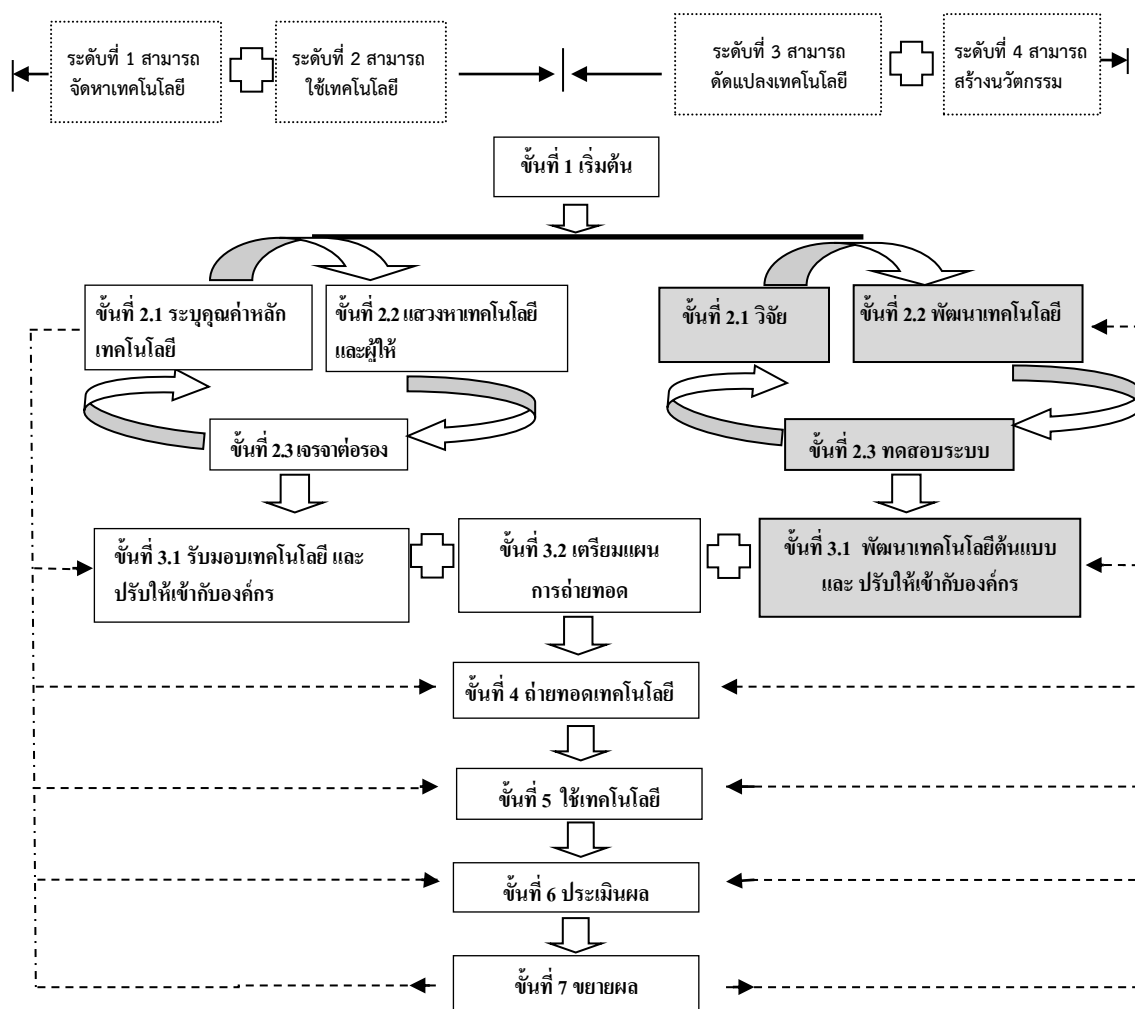 ระดับที่ 1 สามารถ
จัดหาเทคโนโลยี
ระดับที่ 2 สามารถ
ใช้เทคโนโลยี
ระดับที่ 3 สามารถ
ดัดแปลงเทคโนโลยี
ระดับที่ 4 สามารถ
สร้างนวัตกรรม
ขั้นที่ 1 เริ่มต้น
ขั้นที่ 2.1 ระบุคุณค่าหลัก
เทคโนโลยี
ขั้นที่ 2.2 แสวงหาเทคโนโลยี
และผู้ให้
ขั้นที่ 2.1 วิจัย
ขั้นที่ 2.2 พัฒนาเทคโนโลยี
ขั้นที่ 2.3 เจรจาต่อรอง
ขั้นที่ 2.3 ทดสอบระบบ
ขั้นที่ 3.1 รับมอบเทคโนโลยี และ
ปรับให้เข้ากับองค์กร
ขั้นที่ 3.2 เตรียมแผน
การถ่ายทอด
ขั้นที่ 3.1 พัฒนาเทคโนโลยีต้นแบบ
และ ปรับให้เข้ากับองค์กร
ขั้นที่ 4 ถ่ายทอดเทคโนโลยี
ขั้นที่ 5 ใช้เทคโนโลยี
ขั้นที่ 6 ประเมินผล
ขั้นที่ 7 ขยายผล